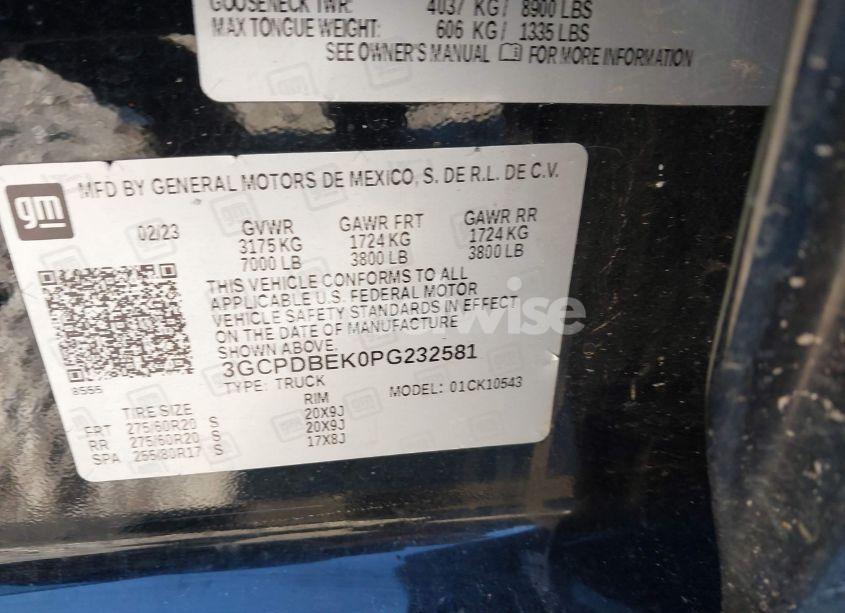 GOOSENECK TWR: 4037 KG / 8900 LBS
MAX TONGUE WEIGHT: 606 KG / 1335 LBS
SEE OWNER'S MANUAL FOR MORE INFORMATION
gm
MFD BY GENERAL MOTORS DE MEXICO, S. DE R.L. DE C.V.
02/23 GVWR GAWR FRT GAWR RR
3175 KG 1724 KG 1724 KG
7000 LB 3800 LB 3800 LB
THIS VEHICLE CONFORMS TO ALL
APPLICABLE U.S. FEDERAL MOTOR
VEHICLE SAFETY STANDARDS IN EFFECT
ON THE DATE OF MANUFACTURE
SHOWN ABOVE.
8555
3GCPDBEK0PG232581
TYPE: TRUCK MODEL: 01CK10543
TIRE SIZE RIM
FRT 275/60R20 S 20X9J
RR 275/60R20 S 20X9J
SPA 255/80R17 S 17X8J